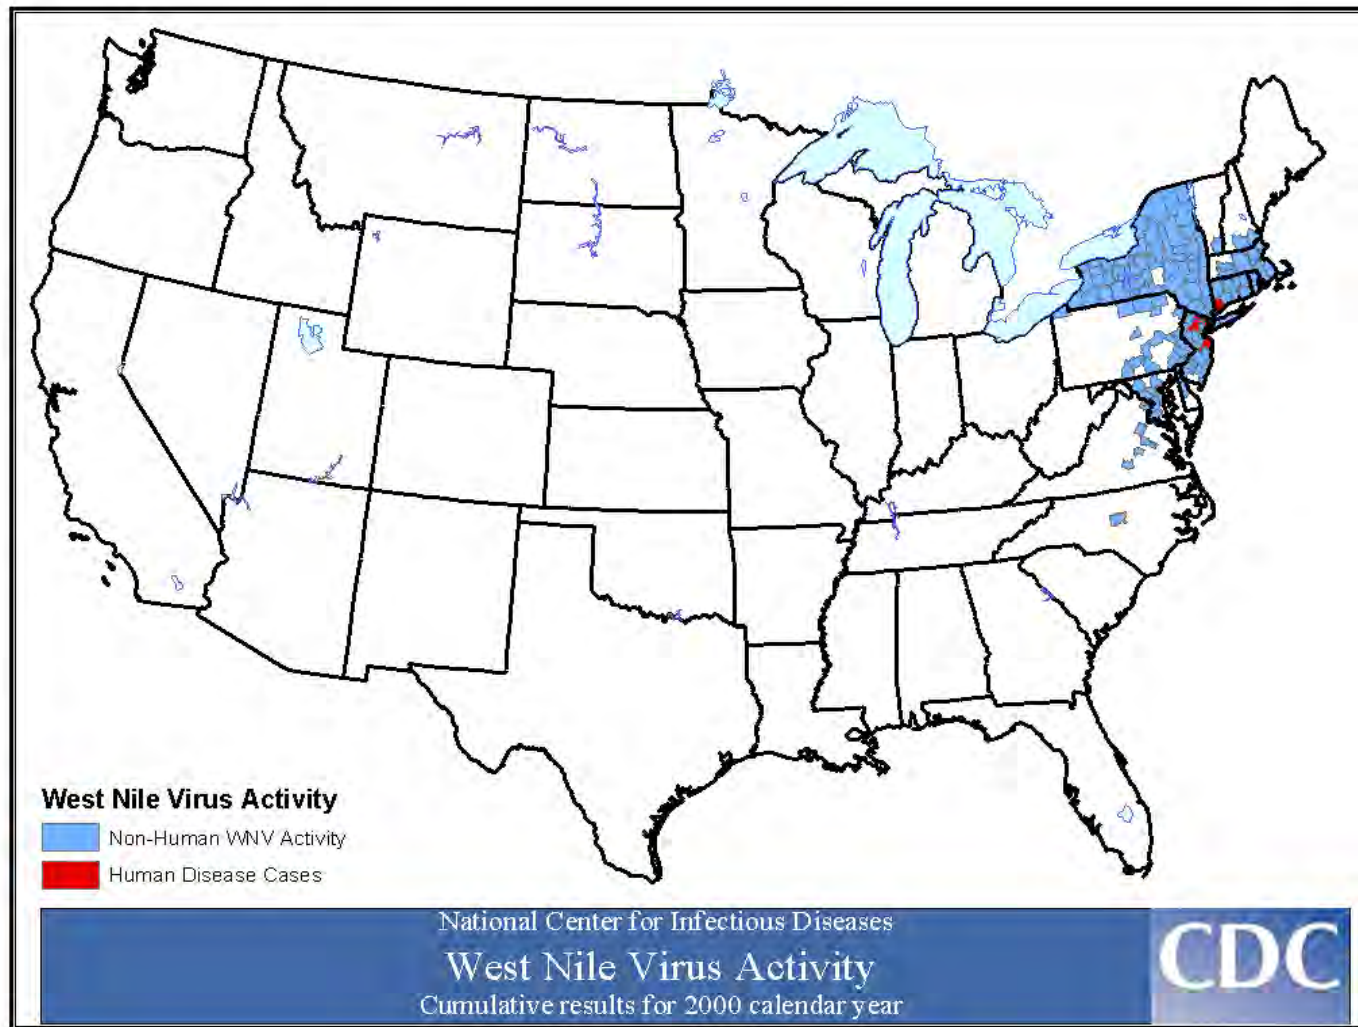 West Nile Virus Activity
Non-Human WNV Activity
Human Disease Cases
National Center for Infectious Diseases
West Nile Virus Activity
Cumulative results for 2000 calendar year
CDC